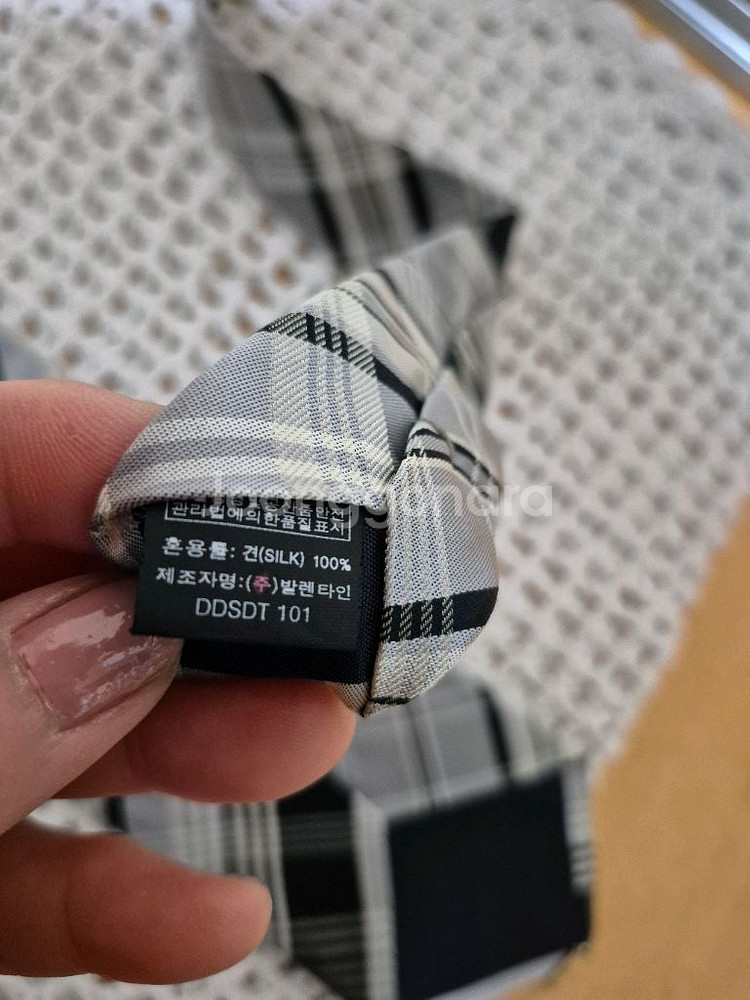 관리법에의한품질표시
혼용률: 견(SILK) 100%
제조자명:(주)발렌타인
DDSDT 101
joonggonara